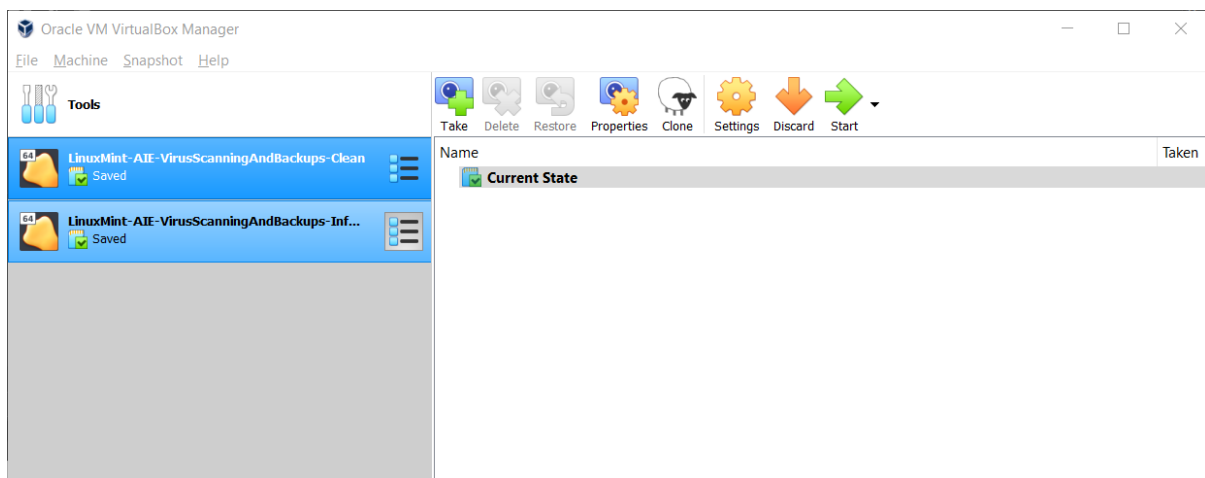 Oracle VM VirtualBox Manager
File Machine Snapshot Help
Tools
Take Delete Restore Properties Clone Settings Discard Start
Name Taken
Current State
64
LinuxMint-AIE-VirusScanningAndBackups-Clean
Saved
64
LinuxMint-AIE-VirusScanningAndBackups-Inf...
Saved